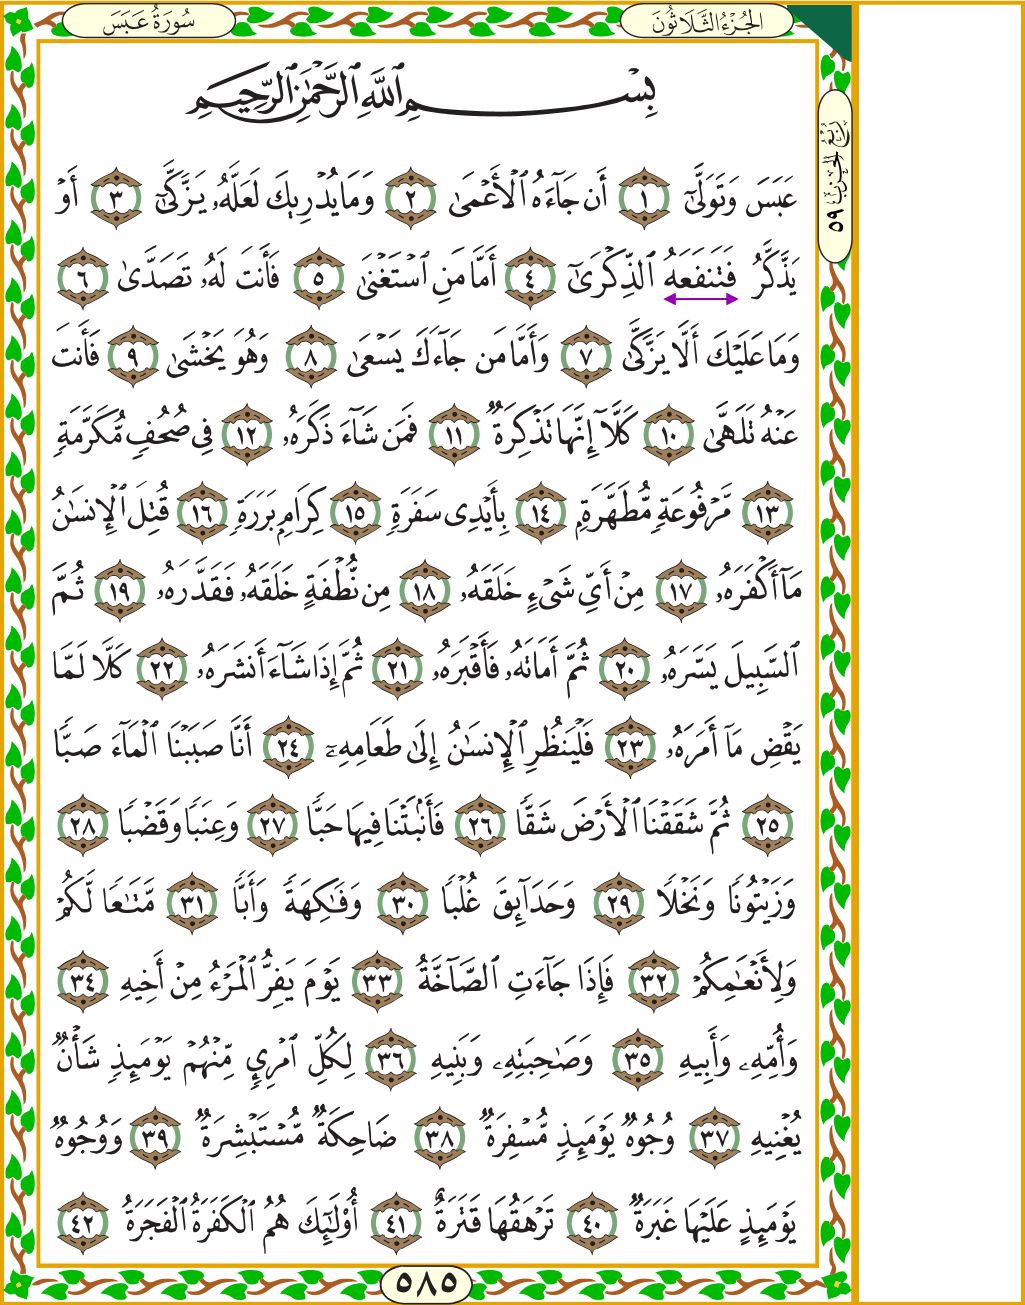 سُورَةُ عَبَسَ
الجُزْءُ الثَّلَاثُونَ
رُبْعُ الحِزْبِ ٥٩
بِسْمِ ٱللَّهِ ٱلرَّحْمَٰنِ ٱلرَّحِيمِ
عَبَسَ وَتَوَلَّىٰٓ ١ أَن جَآءَهُ ٱلْأَعْمَىٰ ٢ وَمَا يُدْرِيكَ لَعَلَّهُۥ يَزَّكَّىٰٓ ٣ أَوْ
يَذَّكَّرُ فَتَنفَعَهُ ٱلذِّكْرَىٰٓ ٤ أَمَّا مَنِ ٱسْتَغْنَىٰ ٥ فَأَنتَ لَهُۥ تَصَدَّىٰ ٦
وَمَا عَلَيْكَ أَلَّا يَزَّكَّىٰ ٧ وَأَمَّا مَن جَآءَكَ يَسْعَىٰ ٨ وَهُوَ يَخْشَىٰ ٩ فَأَنتَ
عَنْهُ تَلَهَّىٰ ١٠ كَلَّآ إِنَّهَا تَذْكِرَةٌ ١١ فَمَن شَآءَ ذَكَرَهُۥ ١٢ فِى صُحُفٍ مُّكَرَّمَةٍ
١٣ مَّرْفُوعَةٍ مُّطَهَّرَةٍۭ ١٤ بِأَيْدِى سَفَرَةٍ ١٥ كِرَامٍۭ بَرَرَةٍ ١٦ قُتِلَ ٱلْإِنسَٰنُ
مَآ أَكْفَرَهُۥ ١٧ مِنْ أَىِّ شَىْءٍ خَلَقَهُۥ ١٨ مِن نُّطْفَةٍ خَلَقَهُۥ فَقَدَّرَهُۥ ١٩ ثُمَّ
ٱلسَّبِيلَ يَسَّرَهُۥ ٢٠ ثُمَّ أَمَاتَهُۥ فَأَقْبَرَهُۥ ٢١ ثُمَّ إِذَا شَآءَ أَنشَرَهُۥ ٢٢ كَلَّا لَمَّا
يَقْضِ مَآ أَمَرَهُۥ ٢٣ فَلْيَنظُرِ ٱلْإِنسَٰنُ إِلَىٰ طَعَامِهِۦٓ ٢٤ أَنَّا صَبَبْنَا ٱلْمَآءَ صَبًّا
٢٥ ثُمَّ شَقَقْنَا ٱلْأَرْضَ شَقًّا ٢٦ فَأَنۢبَتْنَا فِيهَا حَبًّا ٢٧ وَعِنَبًا وَقَضْبًا ٢٨
وَزَيْتُونًا وَنَخْلًا ٢٩ وَحَدَآئِقَ غُلْبًا ٣٠ وَفَٰكِهَةً وَأَبًّا ٣١ مَّتَٰعًا لَّكُمْ
وَلِأَنْعَٰمِكُمْ ٣٢ فَإِذَا جَآءَتِ ٱلصَّآخَّةُ ٣٣ يَوْمَ يَفِرُّ ٱلْمَرْءُ مِنْ أَخِيهِ ٣٤
وَأُمِّهِۦ وَأَبِيهِ ٣٥ وَصَٰحِبَتِهِۦ وَبَنِيهِ ٣٦ لِكُلِّ ٱمْرِئٍ مِّنْهُمْ يَوْمَئِذٍ شَأْنٌ
يُغْنِيهِ ٣٧ وُجُوهٌ يَوْمَئِذٍ مُّسْفِرَةٌ ٣٨ ضَاحِكَةٌ مُّسْتَبْشِرَةٌ ٣٩ وَوُجُوهٌ
يَوْمَئِذٍ عَلَيْهَا غَبَرَةٌ ٤٠ تَرْهَقُهَا قَتَرَةٌ ٤١ أُو۟لَٰٓئِكَ هُمُ ٱلْكَفَرَةُ ٱلْفَجَرَةُ ٤٢
٥٨٥